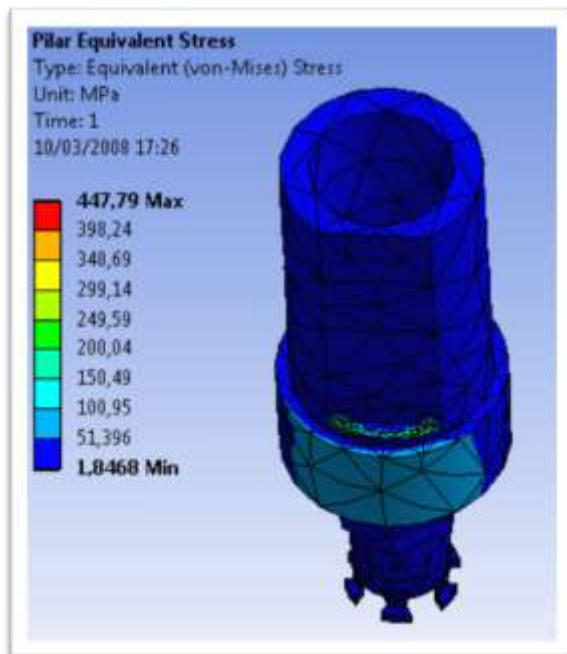 Pilar Equivalent Stress
Type: Equivalent (von-Mises) Stress
Unit: MPa
Time: 1
10/03/2008 17:26
447,79 Max
398,24
348,69
299,14
249,59
200,04
150,49
100,95
51,396
1,8468 Min